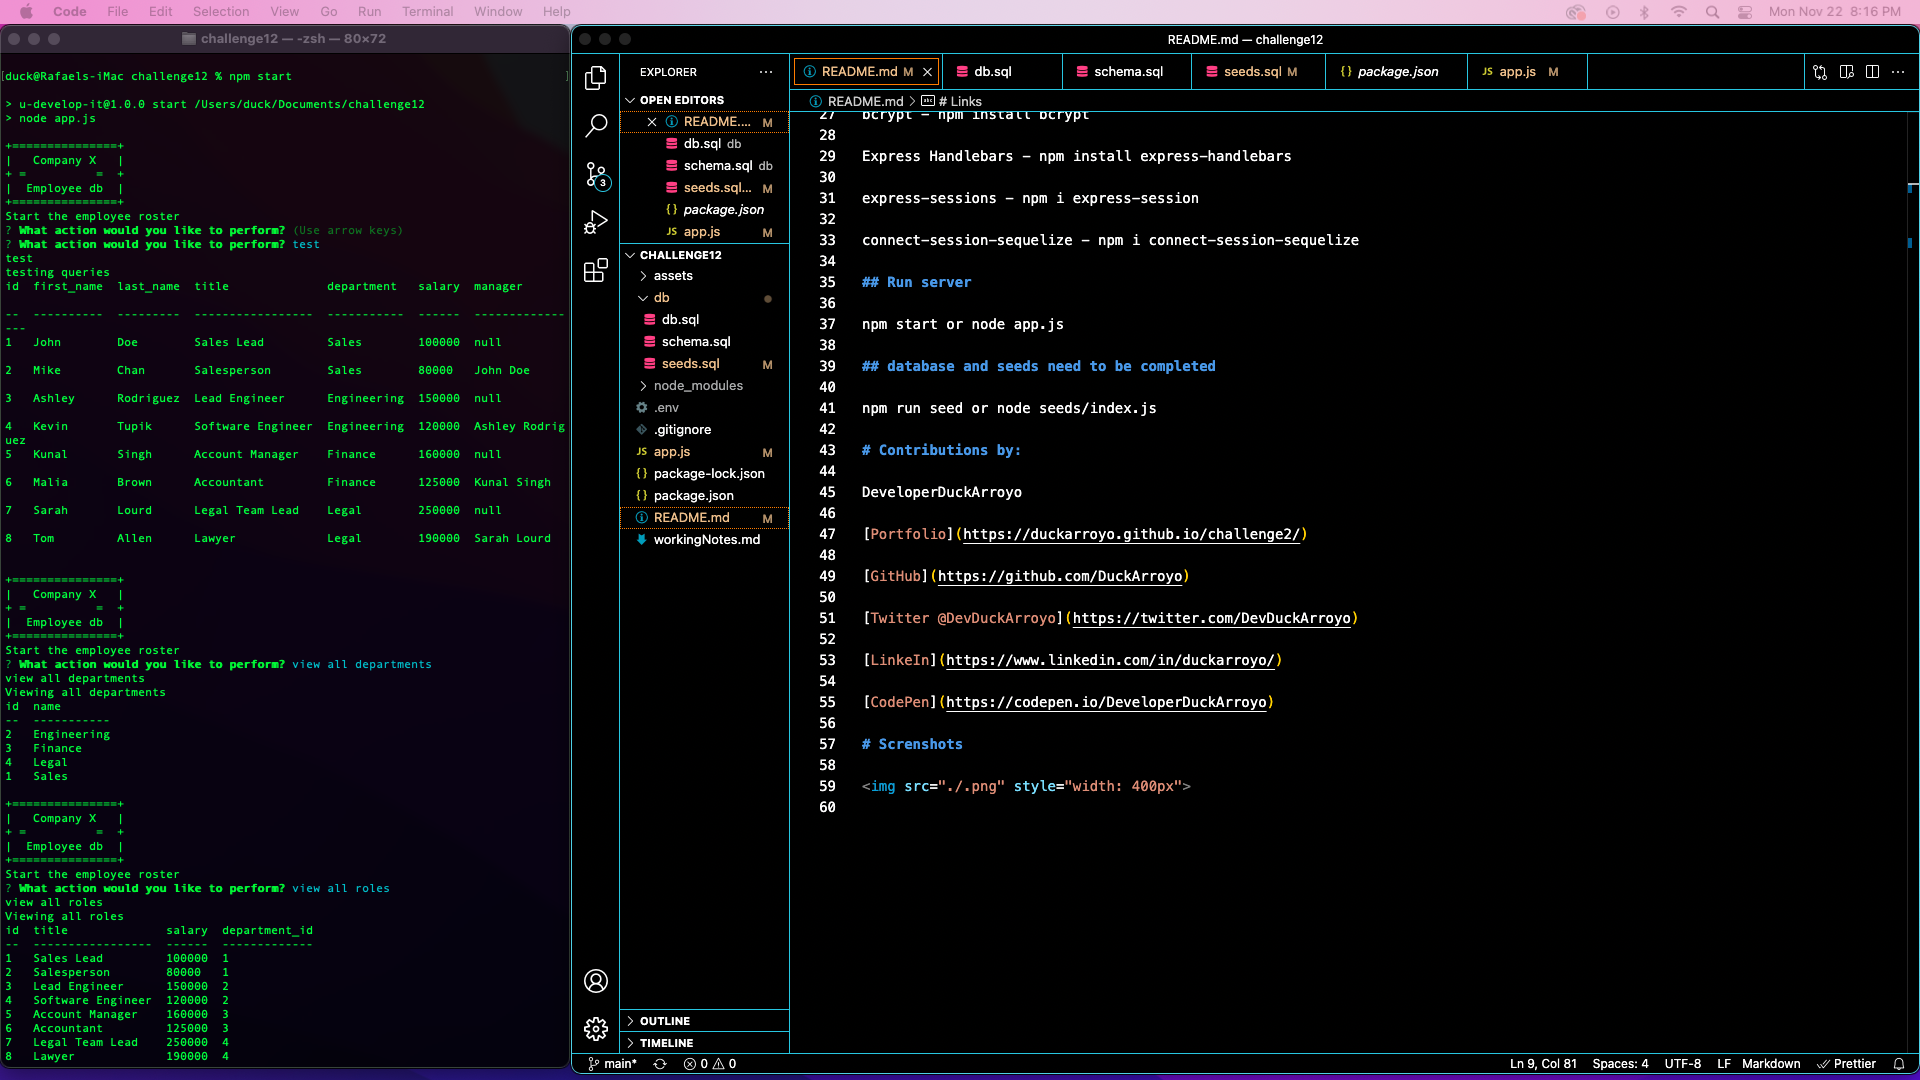 Code File Edit Selection View Go Run Terminal Window Help Mon Nov 22 8:16 PM
challenge12 — -zsh — 80×72
[duck@Rafaels-iMac challenge12 % npm start ]
> u-develop-it@1.0.0 start /Users/duck/Documents/challenge12
> node app.js
+===============+
|   Company X   |
+ =          =  +
|  Employee db  |
+===============+
Start the employee roster
? What action would you like to perform? (Use arrow keys)
? What action would you like to perform? test
test
testing queries
id  first_name  last_name  title              department   salary  manager
--  ----------  ---------  -----------------  -----------  ------  -------------
---
1   John        Doe        Sales Lead         Sales        100000  null
2   Mike        Chan       Salesperson        Sales        80000   John Doe
3   Ashley      Rodriguez  Lead Engineer      Engineering  150000  null
4   Kevin       Tupik      Software Engineer  Engineering  120000  Ashley Rodrig
uez
5   Kunal       Singh      Account Manager    Finance      160000  null
6   Malia       Brown      Accountant         Finance      125000  Kunal Singh
7   Sarah       Lourd      Legal Team Lead    Legal        250000  null
8   Tom         Allen      Lawyer             Legal        190000  Sarah Lourd
+===============+
|   Company X   |
+ =          =  +
|  Employee db  |
+===============+
Start the employee roster
? What action would you like to perform? view all departments
view all departments
Viewing all departments
id  name
--  -----------
2   Engineering
3   Finance
4   Legal
1   Sales
+===============+
|   Company X   |
+ =          =  +
|  Employee db  |
+===============+
Start the employee roster
? What action would you like to perform? view all roles
view all roles
Viewing all roles
id  title              salary  department_id
--  -----------------  ------  -------------
1   Sales Lead         100000  1
2   Salesperson        80000   1
3   Lead Engineer      150000  2
4   Software Engineer  120000  2
5   Account Manager    160000  3
6   Accountant         125000  3
7   Legal Team Lead    250000  4
8   Lawyer             190000  4
README.md — challenge12
EXPLORER ···
OPEN EDITORS
README.... M
db.sql db
schema.sql db
seeds.sql... M
{} package.json
JS app.js M
CHALLENGE12
assets
db
db.sql
schema.sql
seeds.sql M
node_modules
.env
.gitignore
JS app.js M
{} package-lock.json
{} package.json
README.md M
workingNotes.md
OUTLINE
TIMELINE
3
README.md M db.sql schema.sql seeds.sql M {} package.json JS app.js M ···
README.md > # Links
27 bcrypt - npm install bcrypt
28
29 Express Handlebars - npm install express-handlebars
30
31 express-sessions - npm i express-session
32
33 connect-session-sequelize - npm i connect-session-sequelize
34
35 ## Run server
36
37 npm start or node app.js
38
39 ## database and seeds need to be completed
40
41 npm run seed or node seeds/index.js
42
43 # Contributions by:
44
45 DeveloperDuckArroyo
46
47 [Portfolio](https://duckarroyo.github.io/challenge2/)
48
49 [GitHub](https://github.com/DuckArroyo)
50
51 [Twitter @DevDuckArroyo](https://twitter.com/DevDuckArroyo)
52
53 [LinkeIn](https://www.linkedin.com/in/duckarroyo/)
54
55 [CodePen](https://codepen.io/DeveloperDuckArroyo)
56
57 # Screnshots
58
59 <img src="./.png" style="width: 400px">
60
main* 0 0 Ln 9, Col 81 Spaces: 4 UTF-8 LF Markdown Prettier